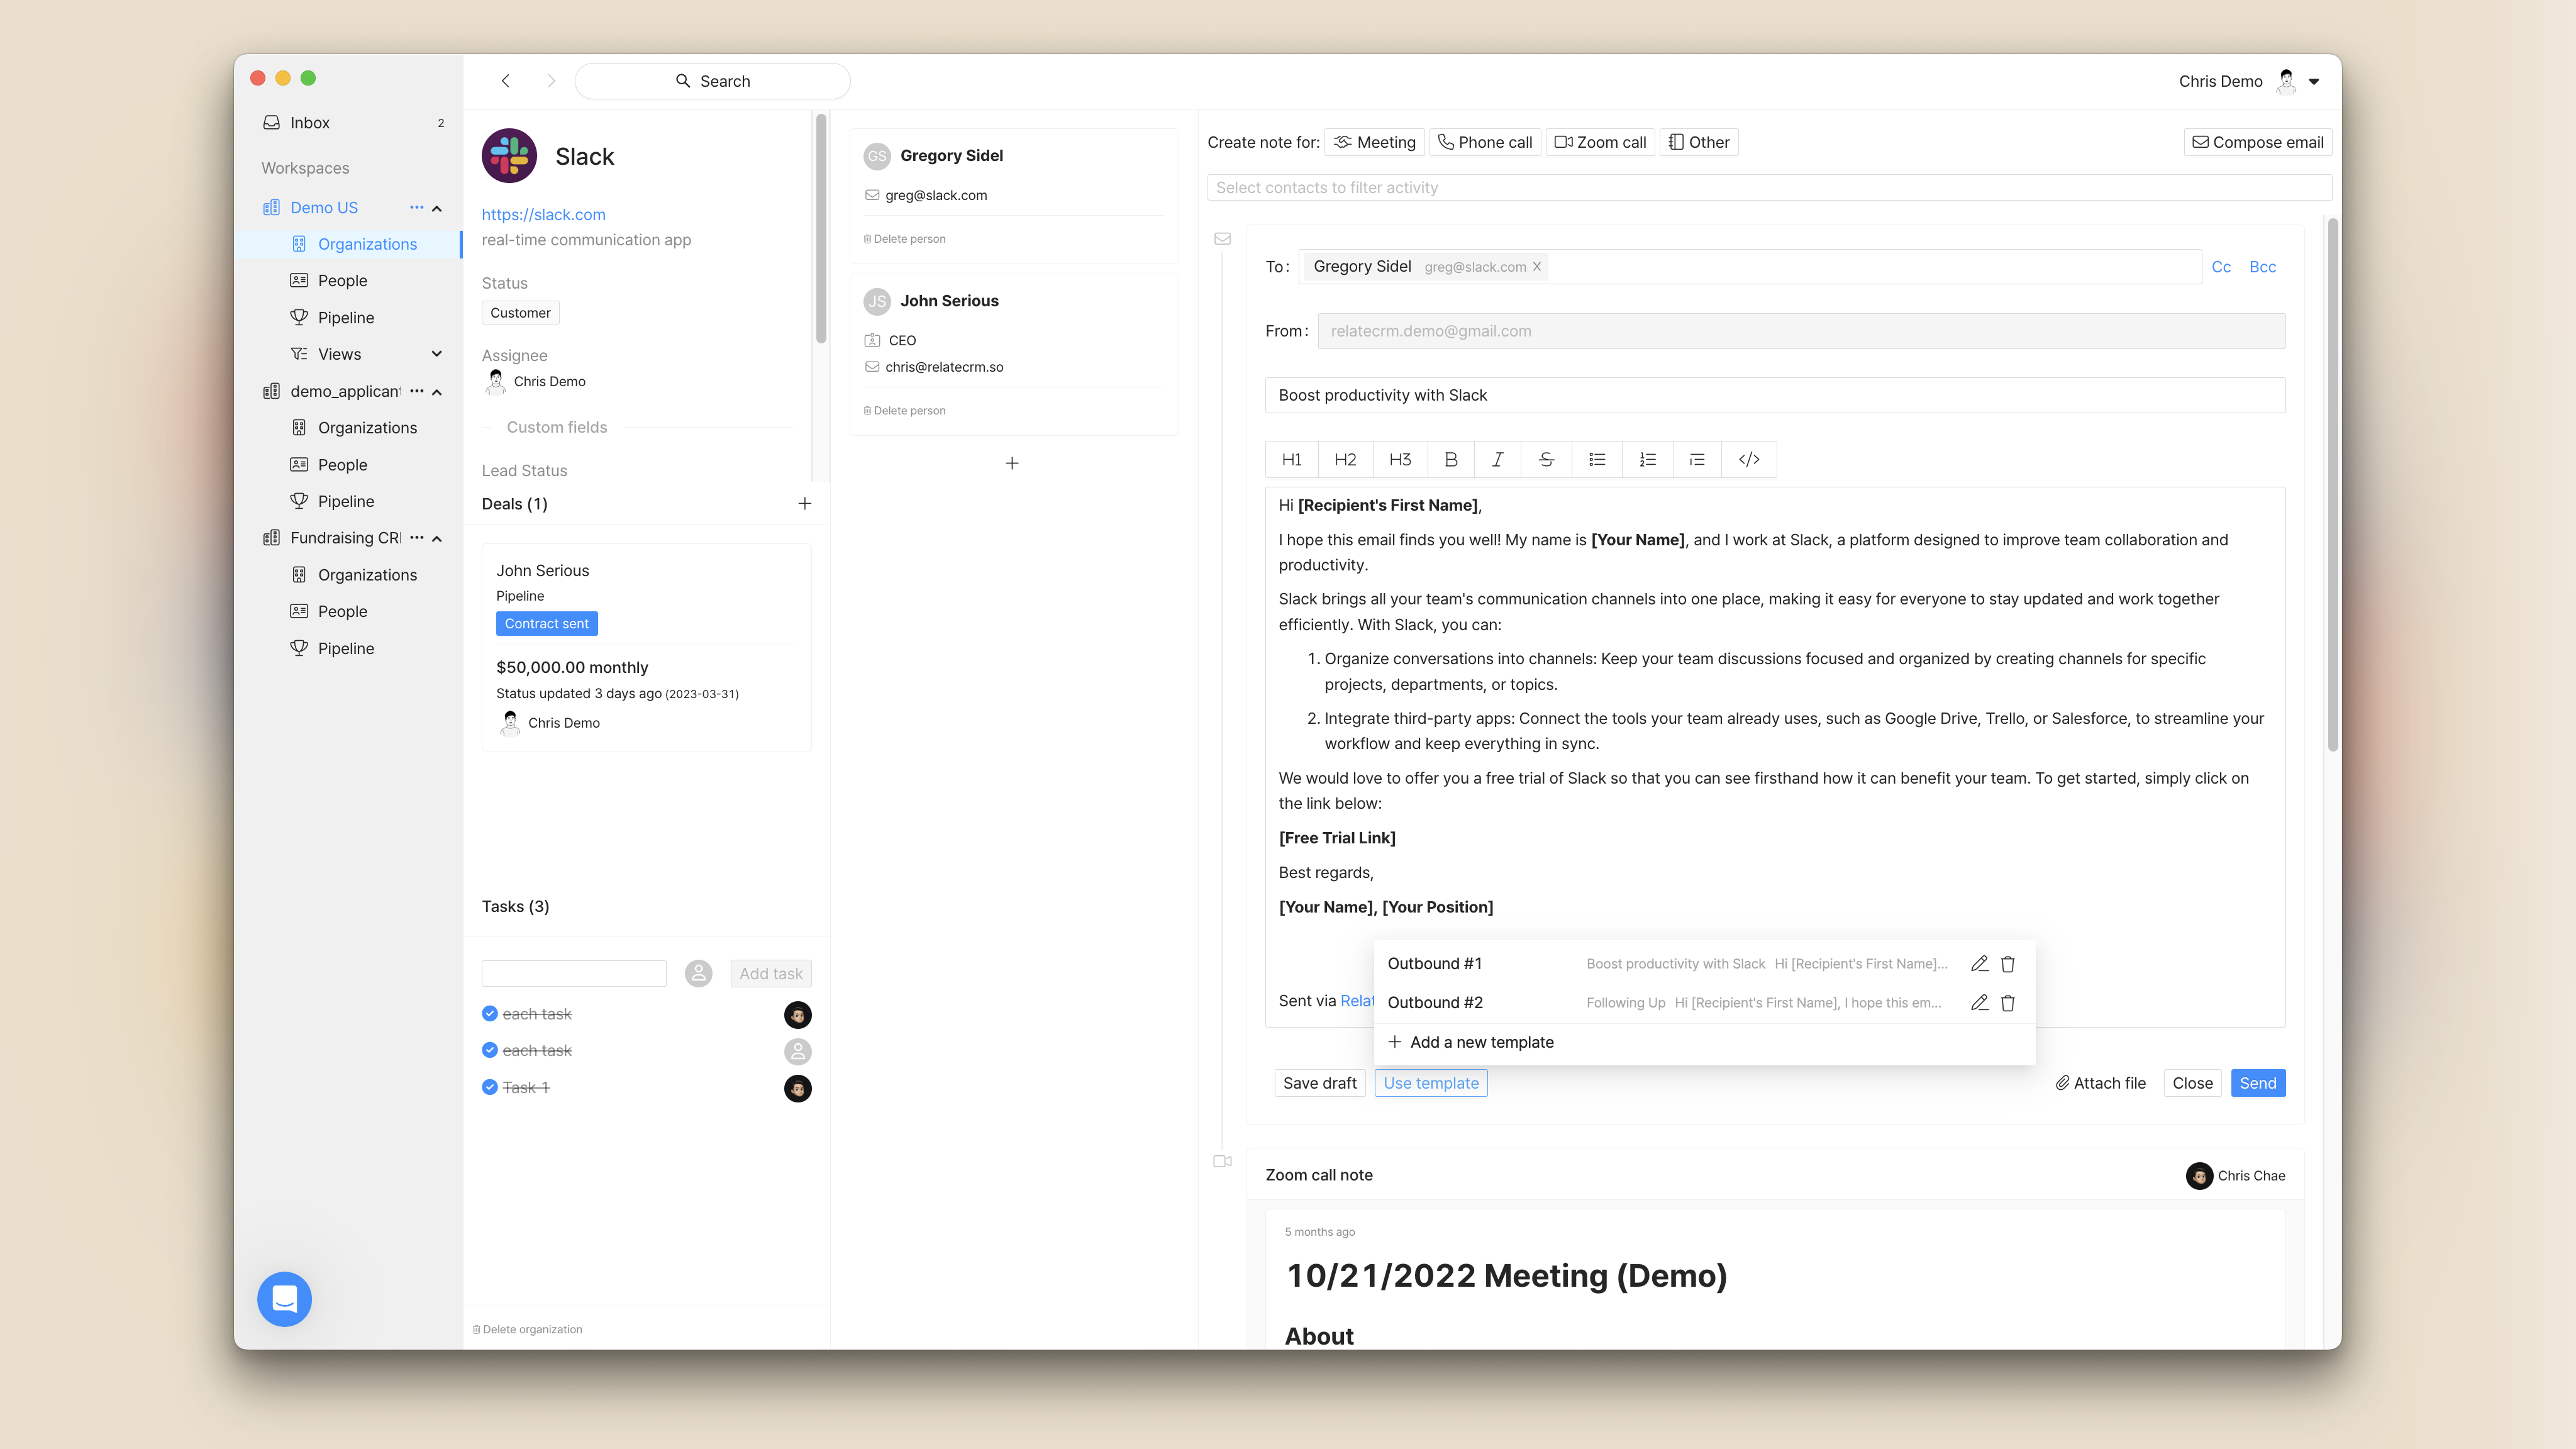 Inbox 2
Workspaces
Demo US
Organizations
People
Pipeline
Views
demo_applicant
Organizations
People
Pipeline
Fundraising CR
Organizations
People
Pipeline
Search
Chris Demo
Slack
https://slack.com
real-time communication app
Status
Customer
Assignee
Chris Demo
Custom fields
Lead Status
Deals (1)
John Serious
Pipeline
Contract sent
$50,000.00 monthly
Status updated 3 days ago (2023-03-31)
Chris Demo
Tasks (3)
Add task
each task
each task
Task 1
Delete organization
GS Gregory Sidel
greg@slack.com
Delete person
JS John Serious
CEO
chris@relatecrm.so
Delete person
Create note for: Meeting Phone call Zoom call Other Compose email
Select contacts to filter activity
To: Gregory Sidel greg@slack.com X Cc Bcc
From: relatecrm.demo@gmail.com
Boost productivity with Slack
H1 H2 H3 B I S </>
Hi [Recipient's First Name],
I hope this email finds you well! My name is [Your Name], and I work at Slack, a platform designed to improve team collaboration and
productivity.
Slack brings all your team's communication channels into one place, making it easy for everyone to stay updated and work together
efficiently. With Slack, you can:
1. Organize conversations into channels: Keep your team discussions focused and organized by creating channels for specific
projects, departments, or topics.
2. Integrate third-party apps: Connect the tools your team already uses, such as Google Drive, Trello, or Salesforce, to streamline your
workflow and keep everything in sync.
We would love to offer you a free trial of Slack so that you can see firsthand how it can benefit your team. To get started, simply click on
the link below:
[Free Trial Link]
Best regards,
[Your Name], [Your Position]
Sent via Relat
Outbound #1 Boost productivity with Slack Hi [Recipient's First Name]...
Outbound #2 Following Up Hi [Recipient's First Name], I hope this em...
Add a new template
Save draft Use template Attach file Close Send
Zoom call note Chris Chae
5 months ago
10/21/2022 Meeting (Demo)
About